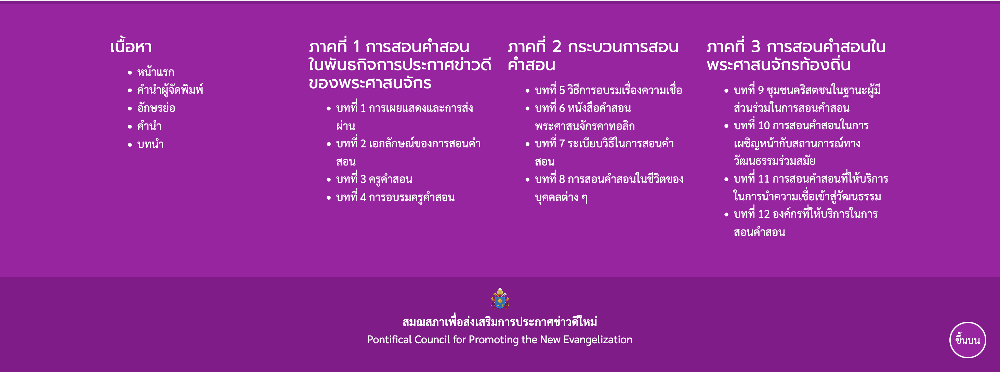 เนื้อหา
หน้าแรก
คำนำผู้จัดพิมพ์
อักษรย่อ
คำนำ
บทนำ
ภาคที่ 1 การสอนคำสอน
ในพันธกิจการประกาศข่าวดี
ของพระศาสนจักร
บทที่ 1 การเผยแสดงและการส่ง
ผ่าน
บทที่ 2 เอกลักษณ์ของการสอนคำ
สอน
บทที่ 3 ครูคำสอน
บทที่ 4 การอบรมครูคำสอน
ภาคที่ 2 กระบวนการสอน
คำสอน
บทที่ 5 วิธีการอบรมเรื่องความเชื่อ
บทที่ 6 หนังสือคำสอน
พระศาสนจักรคาทอลิก
บทที่ 7 ระเบียบวิธีในการสอนคำ
สอน
บทที่ 8 การสอนคำสอนในชีวิตของ
บุคคลต่าง ๆ
ภาคที่ 3 การสอนคำสอนใน
พระศาสนจักรท้องถิ่น
บทที่ 9 ชุมชนคริสตชนในฐานะผู้มี
ส่วนร่วมในการสอนคำสอน
บทที่ 10 การสอนคำสอนในการ
เผชิญหน้ากับสถานการณ์ทาง
วัฒนธรรมร่วมสมัย
บทที่ 11 การสอนคำสอนที่ให้บริการ
ในการนำความเชื่อเข้าสู่วัฒนธรรม
บทที่ 12 องค์กรที่ให้บริการในการ
สอนคำสอน
สมณสภาเพื่อส่งเสริมการประกาศข่าวดีใหม่
Pontifical Council for Promoting the New Evangelization
ขึ้นบน